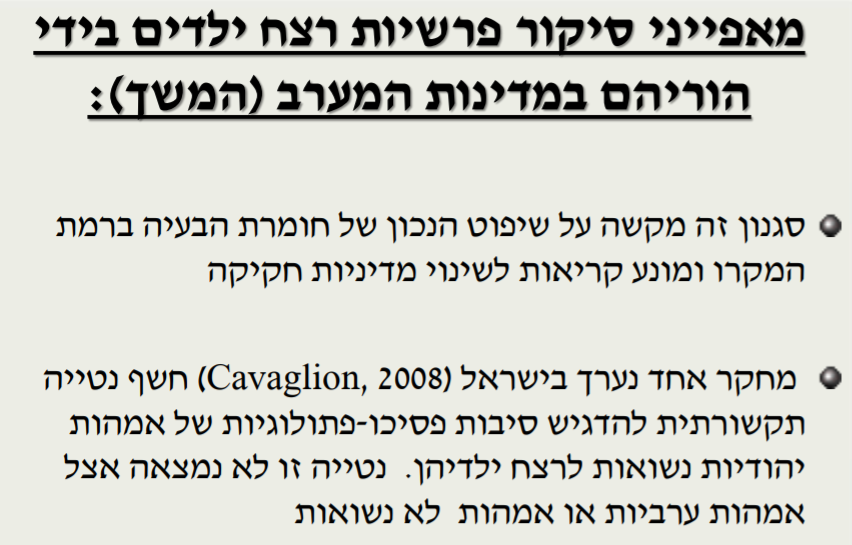 מאפייני סיקור פרשיות רצח ילדים בידי
הוריהם במדינות המערב (המשך):
סגנון זה מקשה על שיפוט הנכון של חומרת הבעיה ברמת
המקרו ומונע קריאות לשינוי מדיניות חקיקה
מחקר אחד נערך בישראל (Cavaglion, 2008) חשף נטייה
תקשורתית להדגיש סיבות פסיכו-פתולוגיות של אמהות
יהודיות נשואות לרצח ילדיהן. נטייה זו לא נמצאה אצל
אמהות ערביות או אמהות לא נשואות